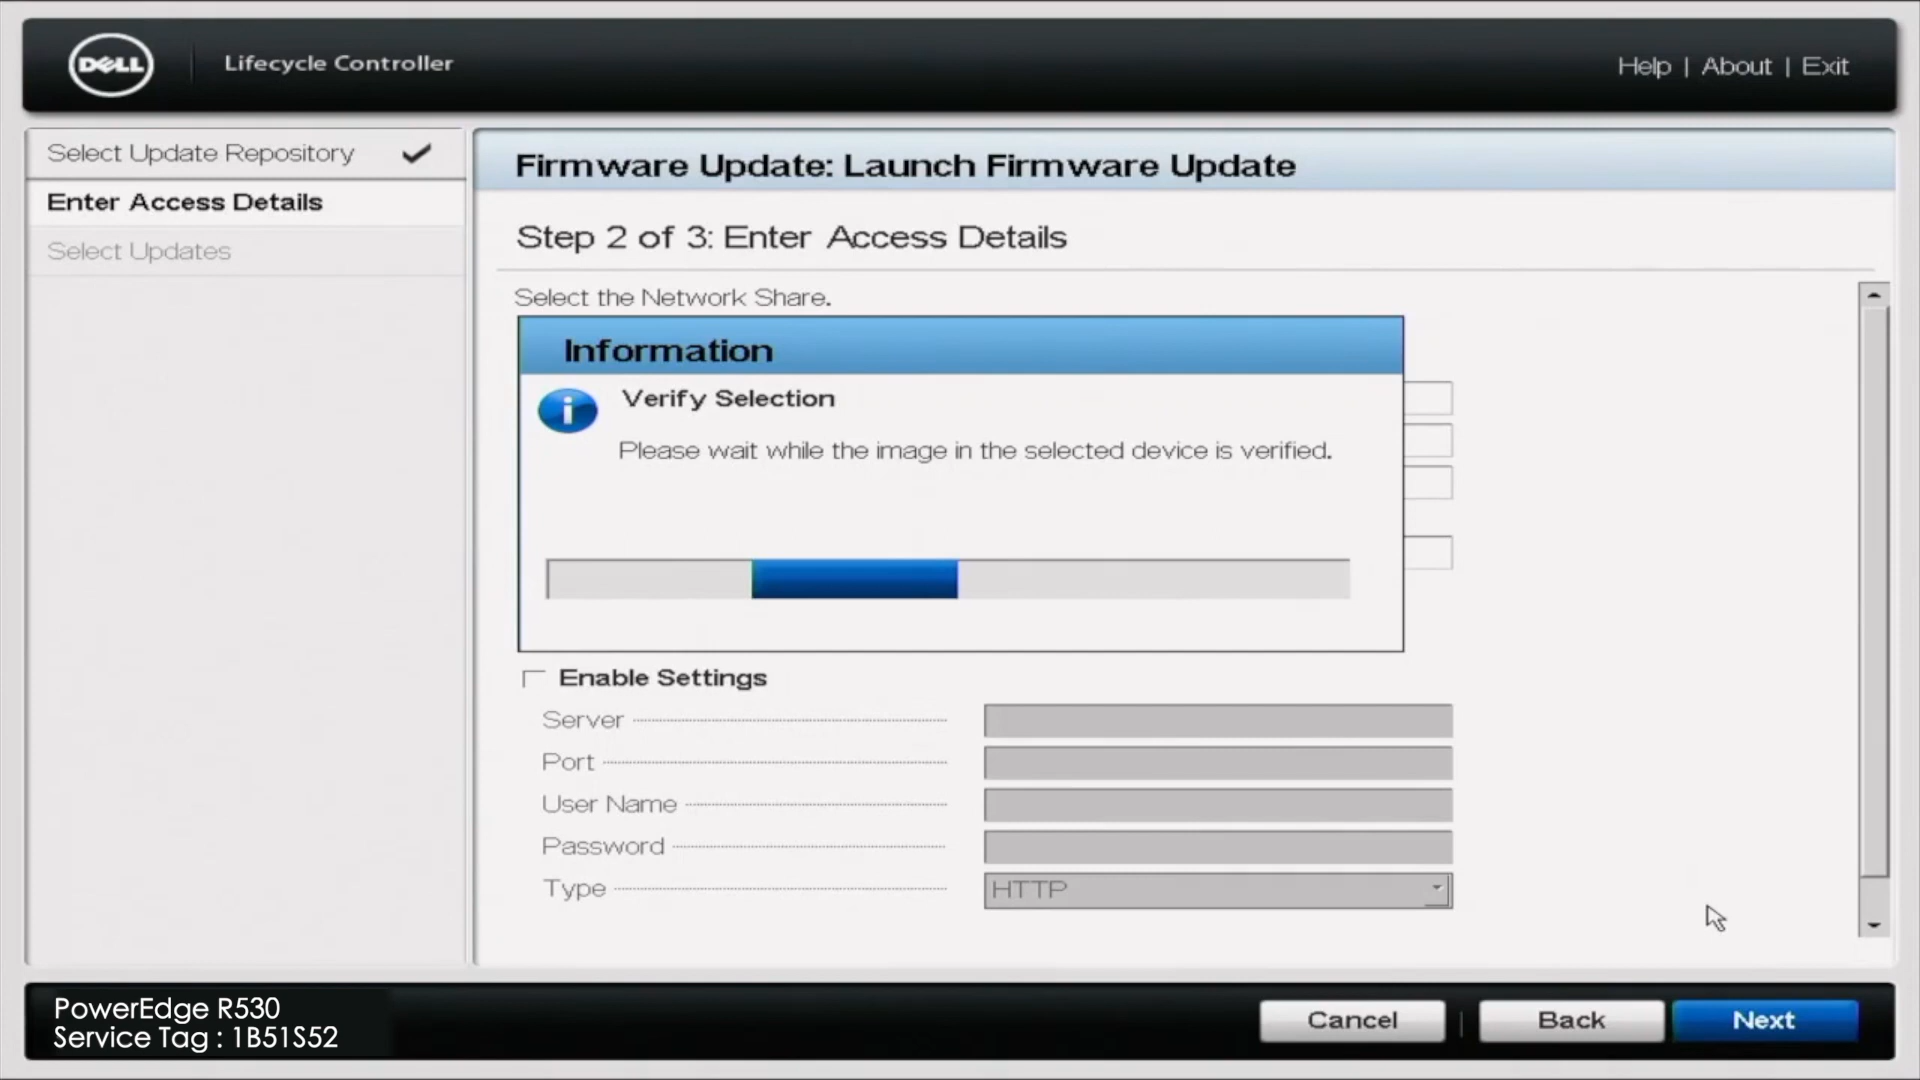 DELL
Lifecycle Controller
Help | About | Exit
Select Update Repository
Enter Access Details
Select Updates
Firmware Update: Launch Firmware Update
Step 2 of 3: Enter Access Details
Select the Network Share.
Information
Verify Selection
Please wait while the image in the selected device is verified.
Enable Settings
Server
Port
User Name
Password
Type
HTTP
PowerEdge R530
Service Tag : 1B51S52
Cancel
Back
Next